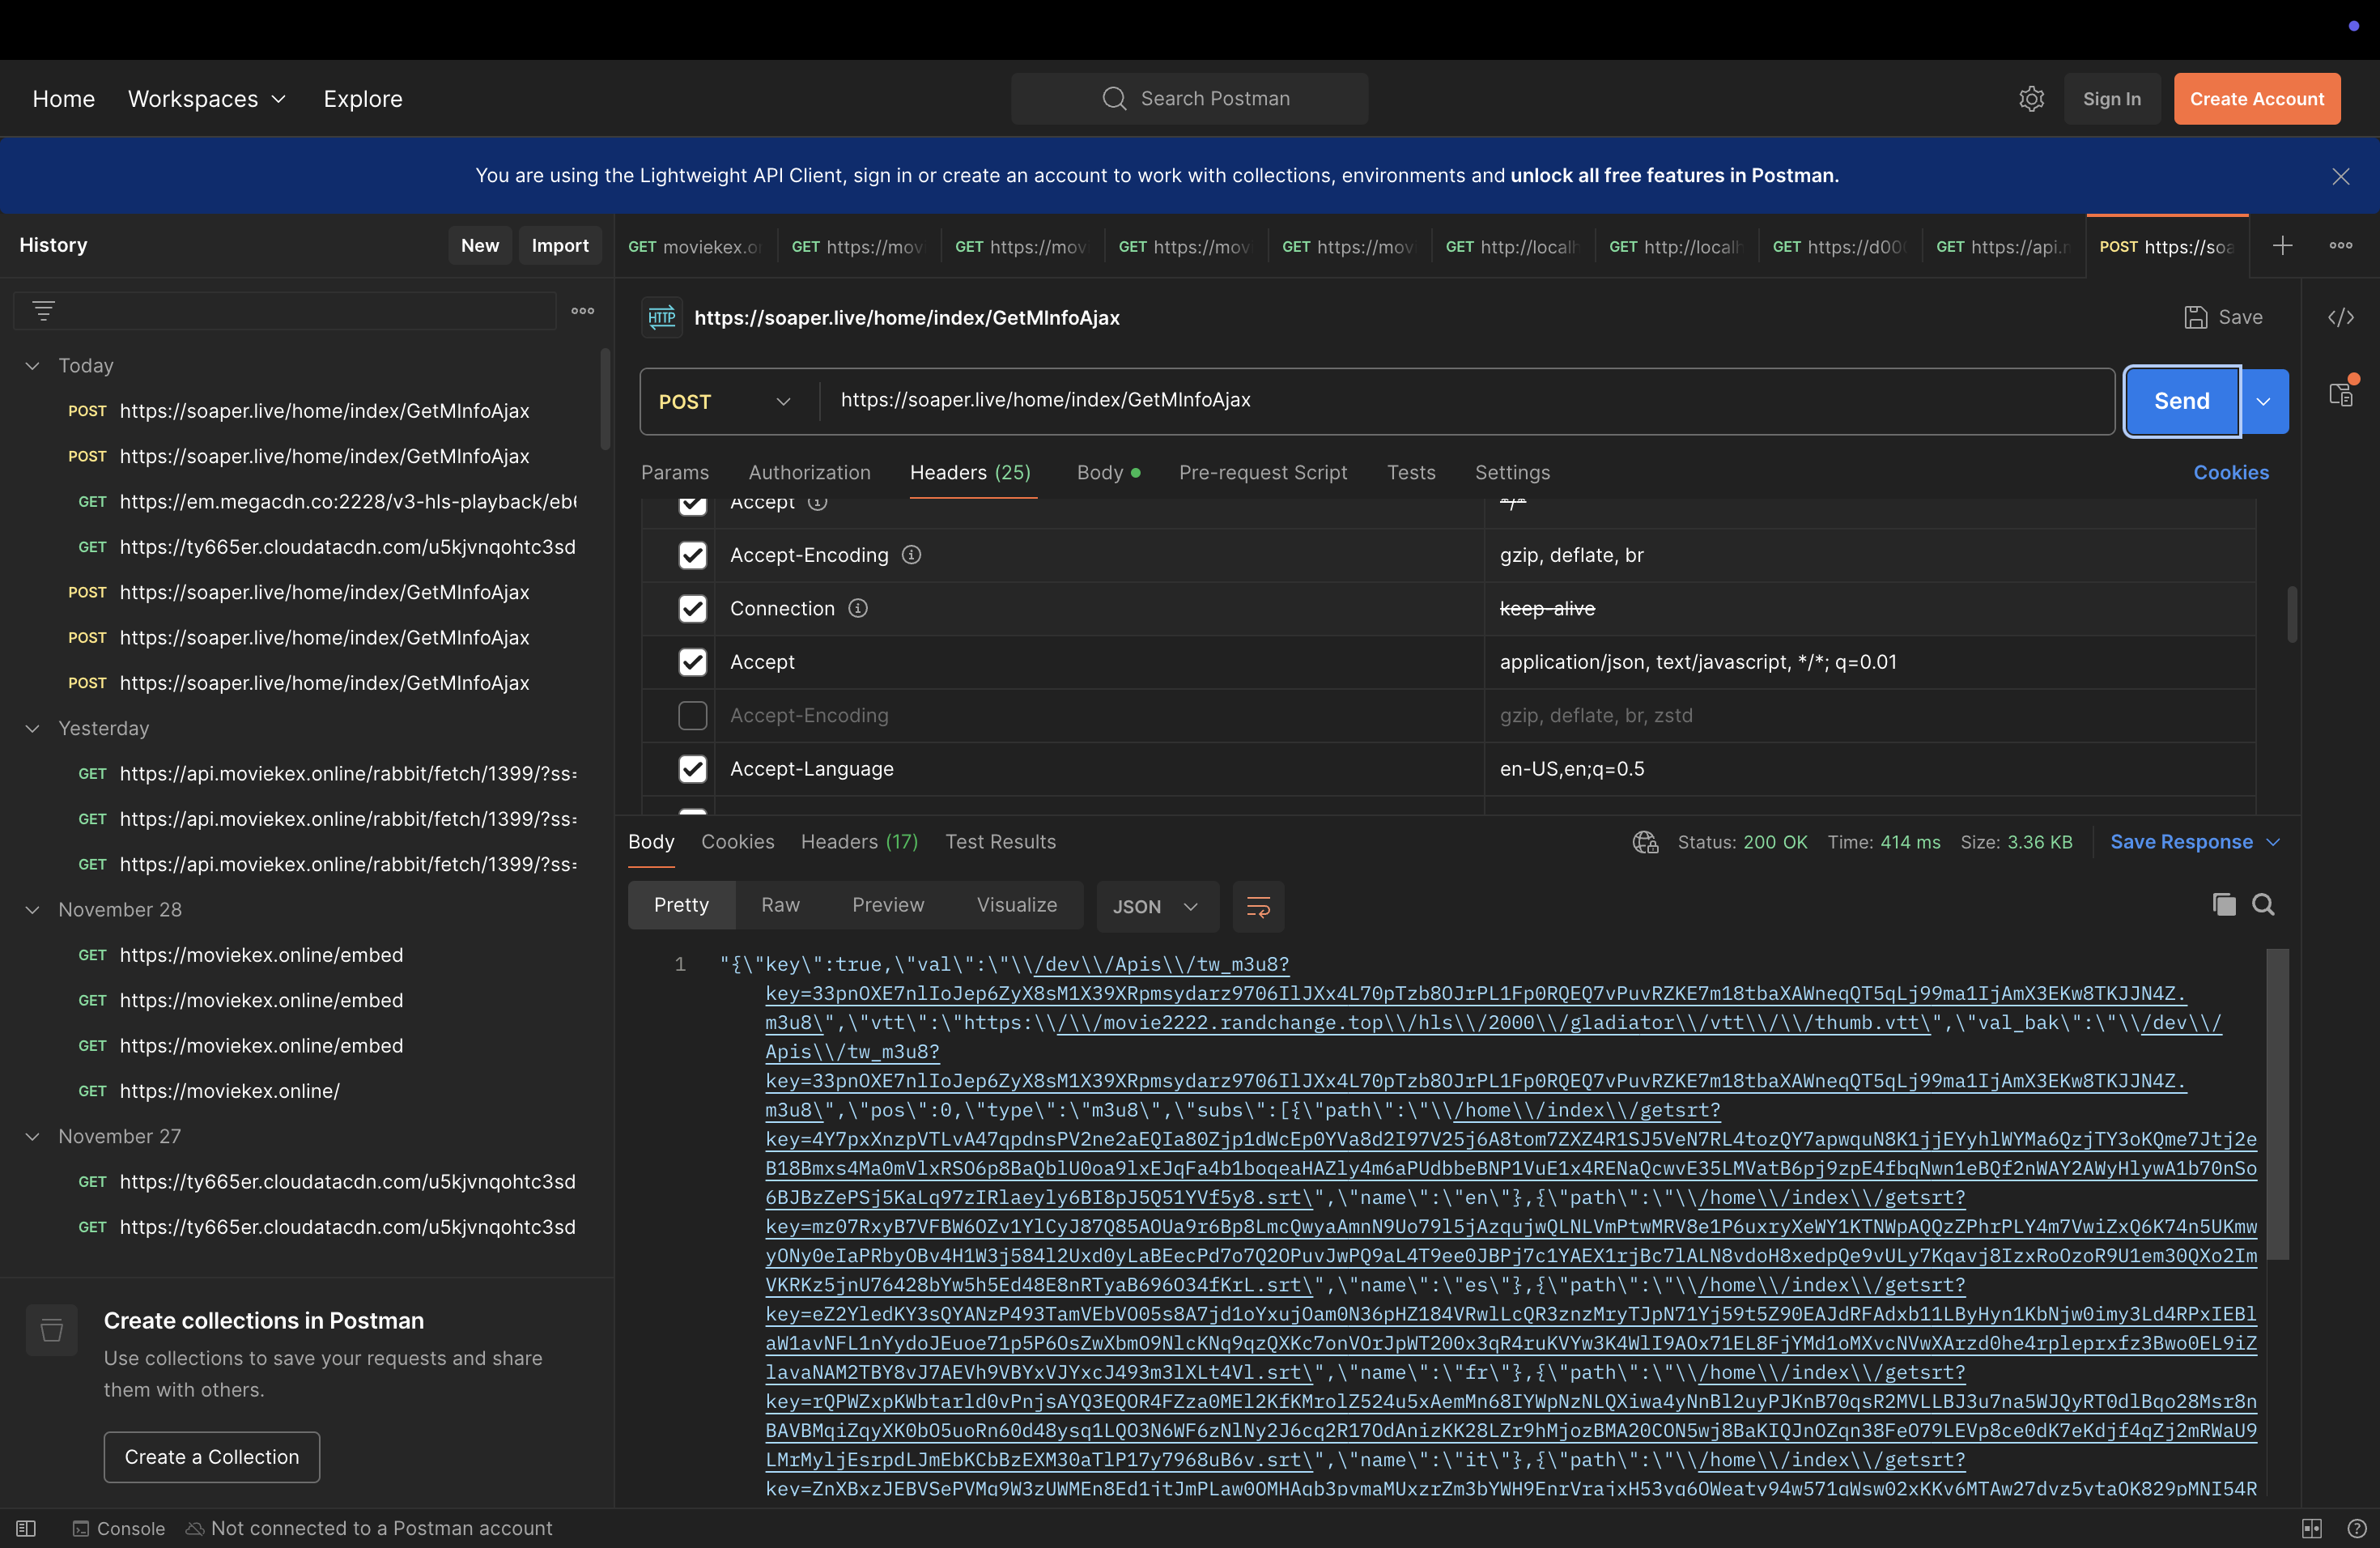 Home
Workspaces
Explore
Search Postman
Sign In
Create Account
You are using the Lightweight API Client, sign in or create an account to work with collections, environments and unlock all free features in Postman.
History
New
Import
GET moviekex.o
GET https://mov
GET https://mov
GET https://mov
GET https://mov
GET http://localh
GET http://localh
GET https://d00
GET https://api.
POST https://soa
HTTP https://soaper.live/home/index/GetMInfoAjax
Save
Today
POST https://soaper.live/home/index/GetMInfoAjax
POST https://soaper.live/home/index/GetMInfoAjax
GET https://em.megacdn.co:2228/v3-hls-playback/eb
GET https://ty665er.cloudatacdn.com/u5kjvnqohtc3sd
POST https://soaper.live/home/index/GetMInfoAjax
POST https://soaper.live/home/index/GetMInfoAjax
POST https://soaper.live/home/index/GetMInfoAjax
Yesterday
GET https://api.moviekex.online/rabbit/fetch/1399/?ss=
GET https://api.moviekex.online/rabbit/fetch/1399/?ss=
GET https://api.moviekex.online/rabbit/fetch/1399/?ss=
November 28
GET https://moviekex.online/embed
GET https://moviekex.online/embed
GET https://moviekex.online/embed
GET https://moviekex.online/
November 27
GET https://ty665er.cloudatacdn.com/u5kjvnqohtc3sd
GET https://ty665er.cloudatacdn.com/u5kjvnqohtc3sd
Create collections in Postman
Use collections to save your requests and share
them with others.
Create a Collection
POST
https://soaper.live/home/index/GetMInfoAjax
Send
Params
Authorization
Headers (25)
Body
Pre-request Script
Tests
Settings
Cookies
Accept */*
Accept-Encoding gzip, deflate, br
Connection keep-alive
Accept application/json, text/javascript, */*; q=0.01
Accept-Encoding gzip, deflate, br, zstd
Accept-Language en-US,en;q=0.5
Body
Cookies
Headers (17)
Test Results
Status: 200 OK
Time: 414 ms
Size: 3.36 KB
Save Response
Pretty
Raw
Preview
Visualize
JSON
1 "{\"key\":true,\"val\":\"\\/dev\\/Apis\\/tw_m3u8?
key=33pnOXE7nlIoJep6ZyX8sM1X39XRpmsydarz9706IlJXx4L70pTzb8OJrPL1Fp0RQEQ7vPuvRZKE7m18tbaXAWneqQT5qLj99ma1IjAmX3EKw8TKJJN4Z.
m3u8\",\"vtt\":\"https:\\/\\/movie2222.randchange.top\\/hls\\/2000\\/gladiator\\/vtt\\/\\/thumb.vtt\",\"val_bak\":\"\\/dev\\/
Apis\\/tw_m3u8?
key=33pnOXE7nlIoJep6ZyX8sM1X39XRpmsydarz9706IlJXx4L70pTzb8OJrPL1Fp0RQEQ7vPuvRZKE7m18tbaXAWneqQT5qLj99ma1IjAmX3EKw8TKJJN4Z.
m3u8\",\"pos\":0,\"type\":\"m3u8\",\"subs\":[{\"path\":\"\\/home\\/index\\/getsrt?
key=4Y7pxXnzpVTLvA47qpdnsPV2ne2aEQIa80Zjp1dWcEp0YVa8d2I97V25j6A8tom7ZXZ4R1SJ5VeN7RL4tozQY7apwquN8K1jjEYyhlWYMa6QzjTY3oKQme7Jtj2e
B18Bmxs4Ma0mVlxRSO6p8BaQblU0oa9lxEJqFa4b1boqeaHAZly4m6aPUdbbeBNP1VuE1x4RENaQcwvE35LMVatB6pj9zpE4fbqNwn1eBQf2nWAY2AWyHlywA1b70nSo
6BJBzZePSj5KaLq97zIRlaeyly6BI8pJ5Q51YVf5y8.srt\",\"name\":\"en\"},{\"path\":\"\\/home\\/index\\/getsrt?
key=mz07RxyB7VFBW6OZv1YlCyJ87Q85AOUa9r6Bp8LmcQwyaAmnN9Uo79l5jAzqujwQLNLVmPtwMRV8e1P6uxryXeWY1KTNWpAQQzZPhrPLY4m7VwiZxQ6K74n5UKmw
yONy0eIaPRbyOBv4H1W3j584l2Uxd0yLaBEecPd7o7Q2OPuvJwPQ9aL4T9ee0JBPj7c1YAEX1rjBc7lALN8vdoH8xedpQe9vULy7Kqavj8IzxRoOzoR9U1em30QXo2Im
VKRKz5jnU76428bYw5h5Ed48E8nRTyaB696O34fKrL.srt\",\"name\":\"es\"},{\"path\":\"\\/home\\/index\\/getsrt?
key=eZ2YledKY3sQYANzP493TamVEbVO05s8A7jd1oYxujOam0N36pHZ184VRwlLcQR3znzMryTJpN71Yj59t5Z90EAJdRFAdxb11LByHyn1KbNjw0imy3Ld4RPxIEBl
aW1avNFL1nYydoJEuoe71p5P6OsZwXbmO9NlcKNq9qzQXKc7onVOrJpWT200x3qR4ruKVYw3K4WlI9AOx71EL8FjYMd1oMXvcNVwXArzd0he4rpleprxfz3Bwo0EL9iZ
lavaNAM2TBY8vJ7AEVh9VBYxVJYxcJ493m3lXLt4Vl.srt\",\"name\":\"fr\"},{\"path\":\"\\/home\\/index\\/getsrt?
key=rQPWZxpKWbtarld0vPnjsAYQ3EQOR4FZza0MEl2KfKMrolZ524u5xAemMn68IYWpNzNLQXiwa4yNnBl2uyPJKnB70qsR2MVLLBJ3u7na5WJQyRT0dlBqo28Msr8n
BAVBMqiZqyXK0bO5uoRn60d48ysq1LQO3N6WF6zNlNy2J6cq2R17OdAnizKK28LZr9hMjozBMA20CON5wj8BaKIQJnOZqn38FeO79LEVp8ce0dK7eKdjf4qZj2mRWaU9
LMrMyljEsrpdLJmEbKCbBzEXM30aTlP17y7968uB6v.srt\",\"name\":\"it\"},{\"path\":\"\\/home\\/index\\/getsrt?
Console
Not connected to a Postman account